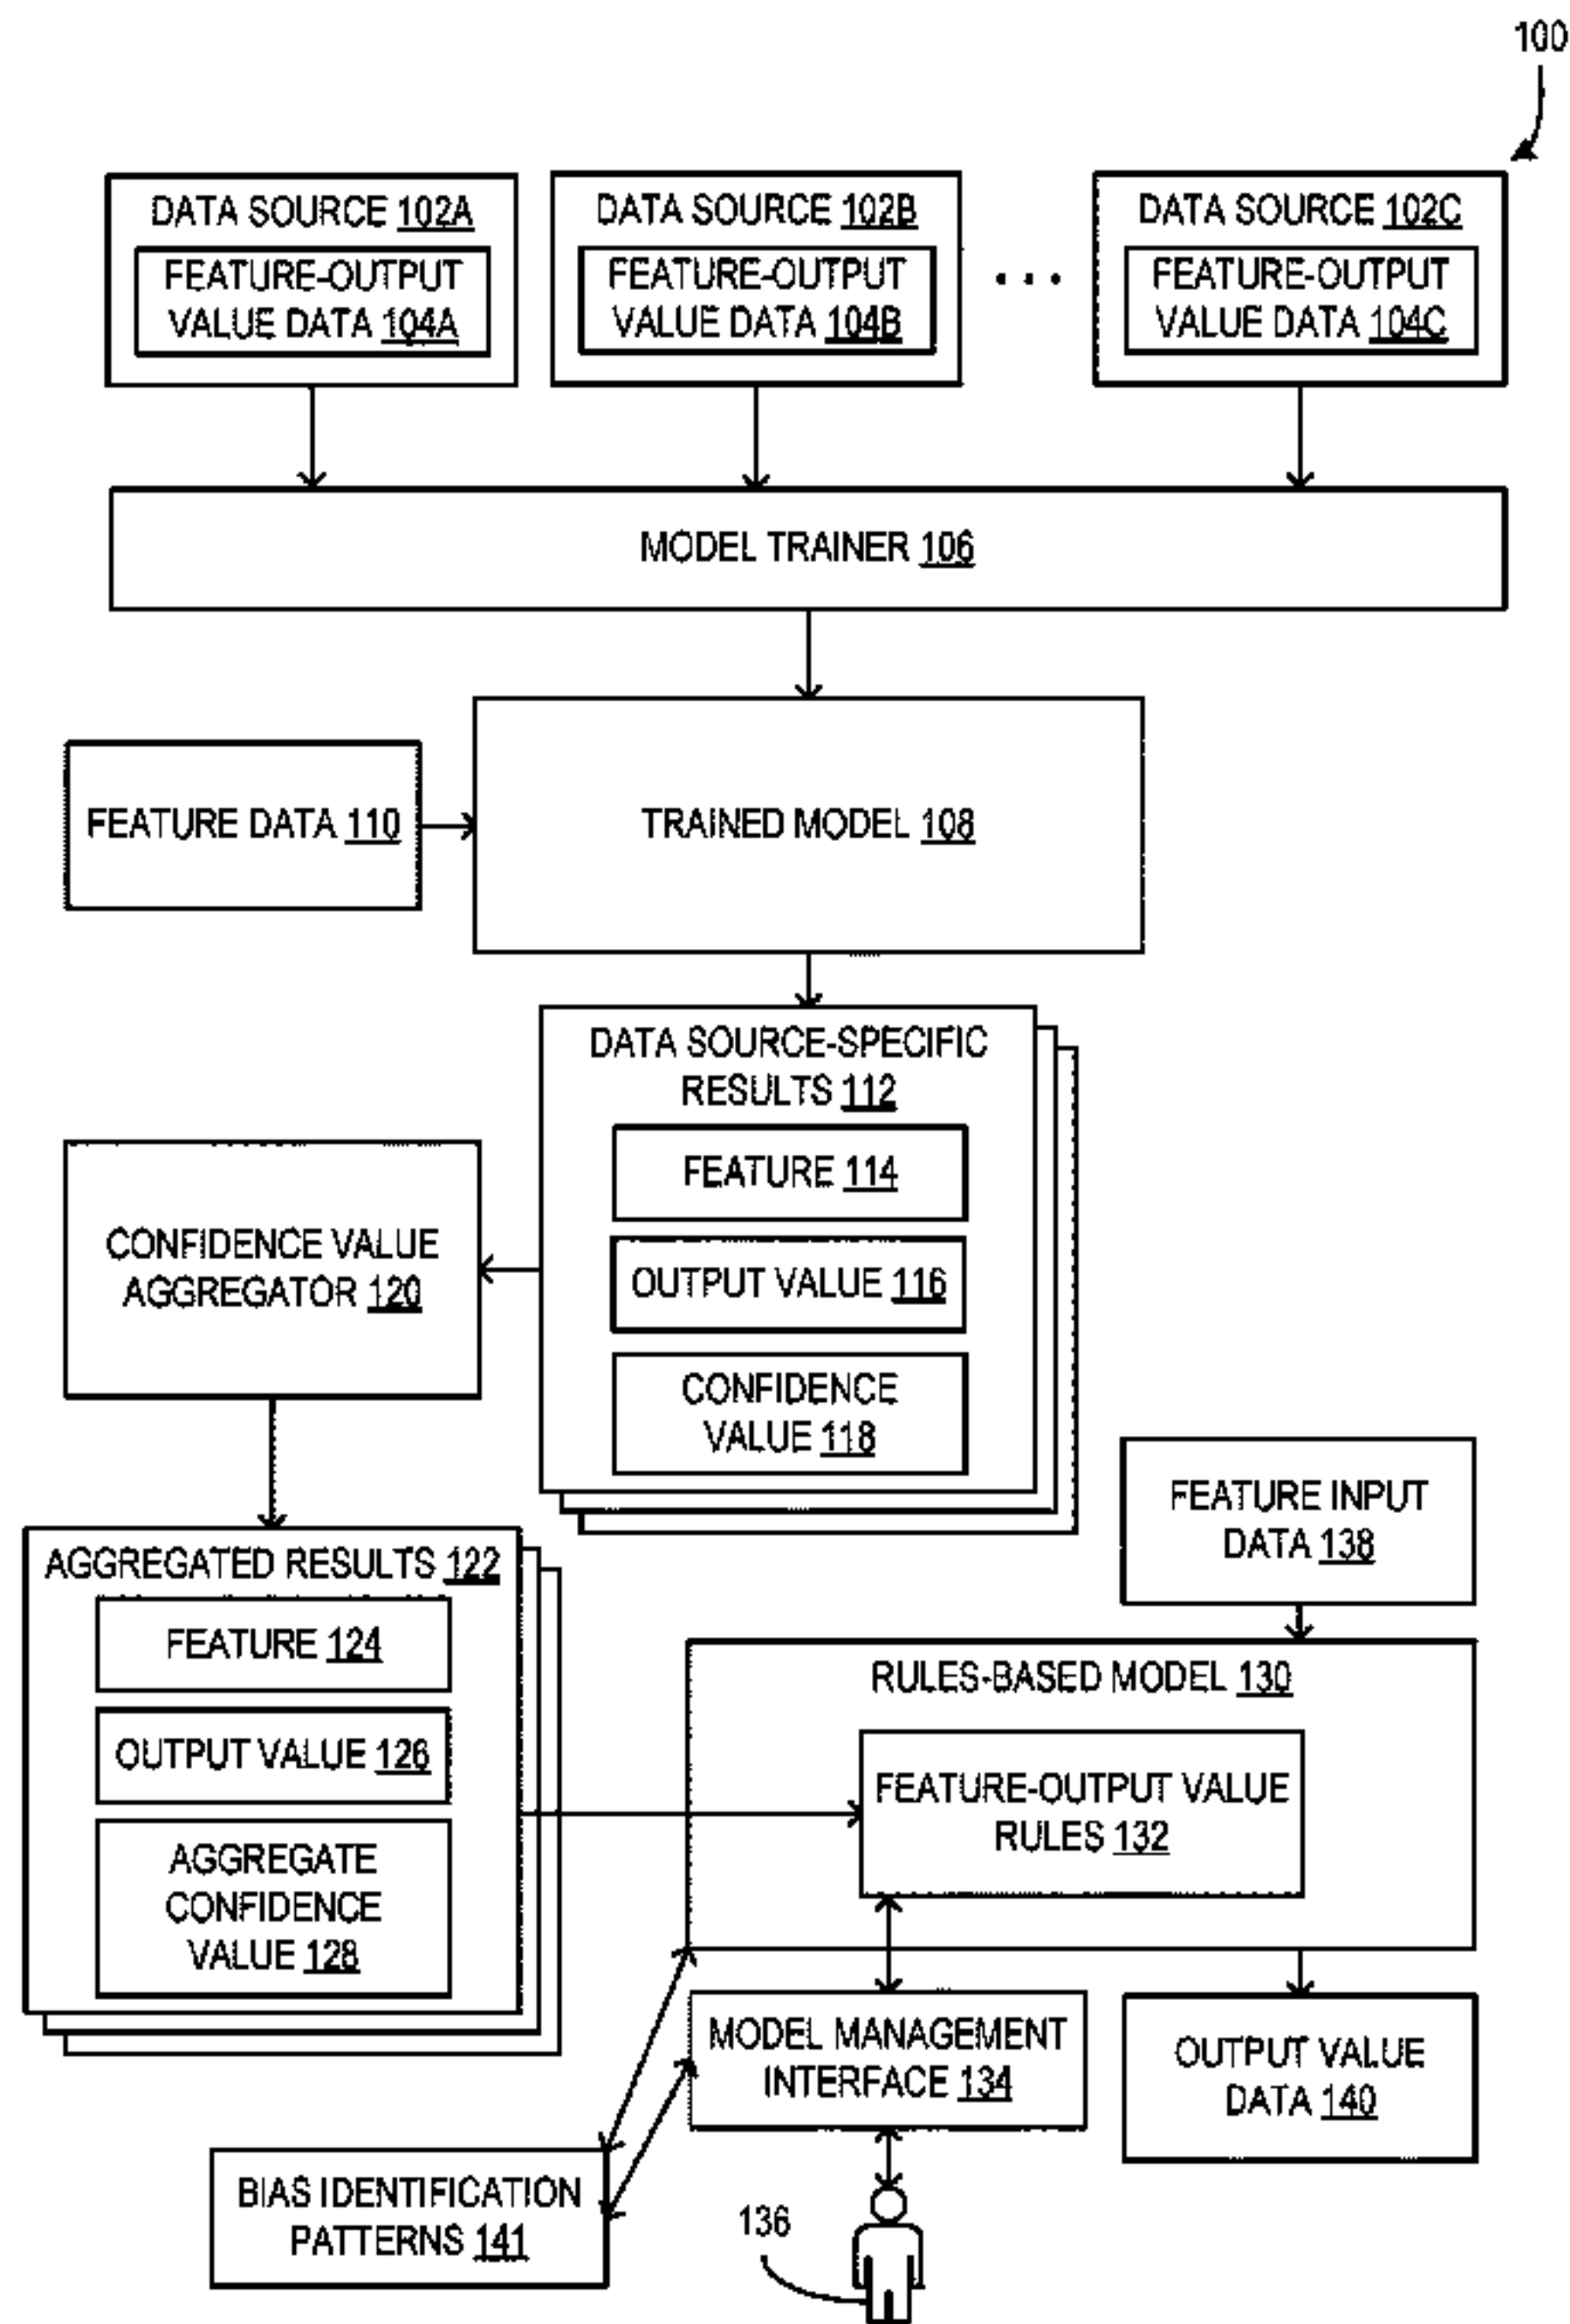 100
DATA SOURCE 102A
FEATURE-OUTPUT
VALUE DATA 104A
DATA SOURCE 102B
FEATURE-OUTPUT
VALUE DATA 104B
...
DATA SOURCE 102C
FEATURE-OUTPUT
VALUE DATA 104C
MODEL TRAINER 106
FEATURE DATA 110
TRAINED MODEL 108
DATA SOURCE-SPECIFIC
RESULTS 112
FEATURE 114
OUTPUT VALUE 116
CONFIDENCE
VALUE 118
CONFIDENCE VALUE
AGGREGATOR 120
AGGREGATED RESULTS 122
FEATURE 124
OUTPUT VALUE 126
AGGREGATE
CONFIDENCE
VALUE 128
FEATURE INPUT
DATA 138
RULES-BASED MODEL 130
FEATURE-OUTPUT VALUE
RULES 132
MODEL MANAGEMENT
INTERFACE 134
OUTPUT VALUE
DATA 140
BIAS IDENTIFICATION
PATTERNS 141
136